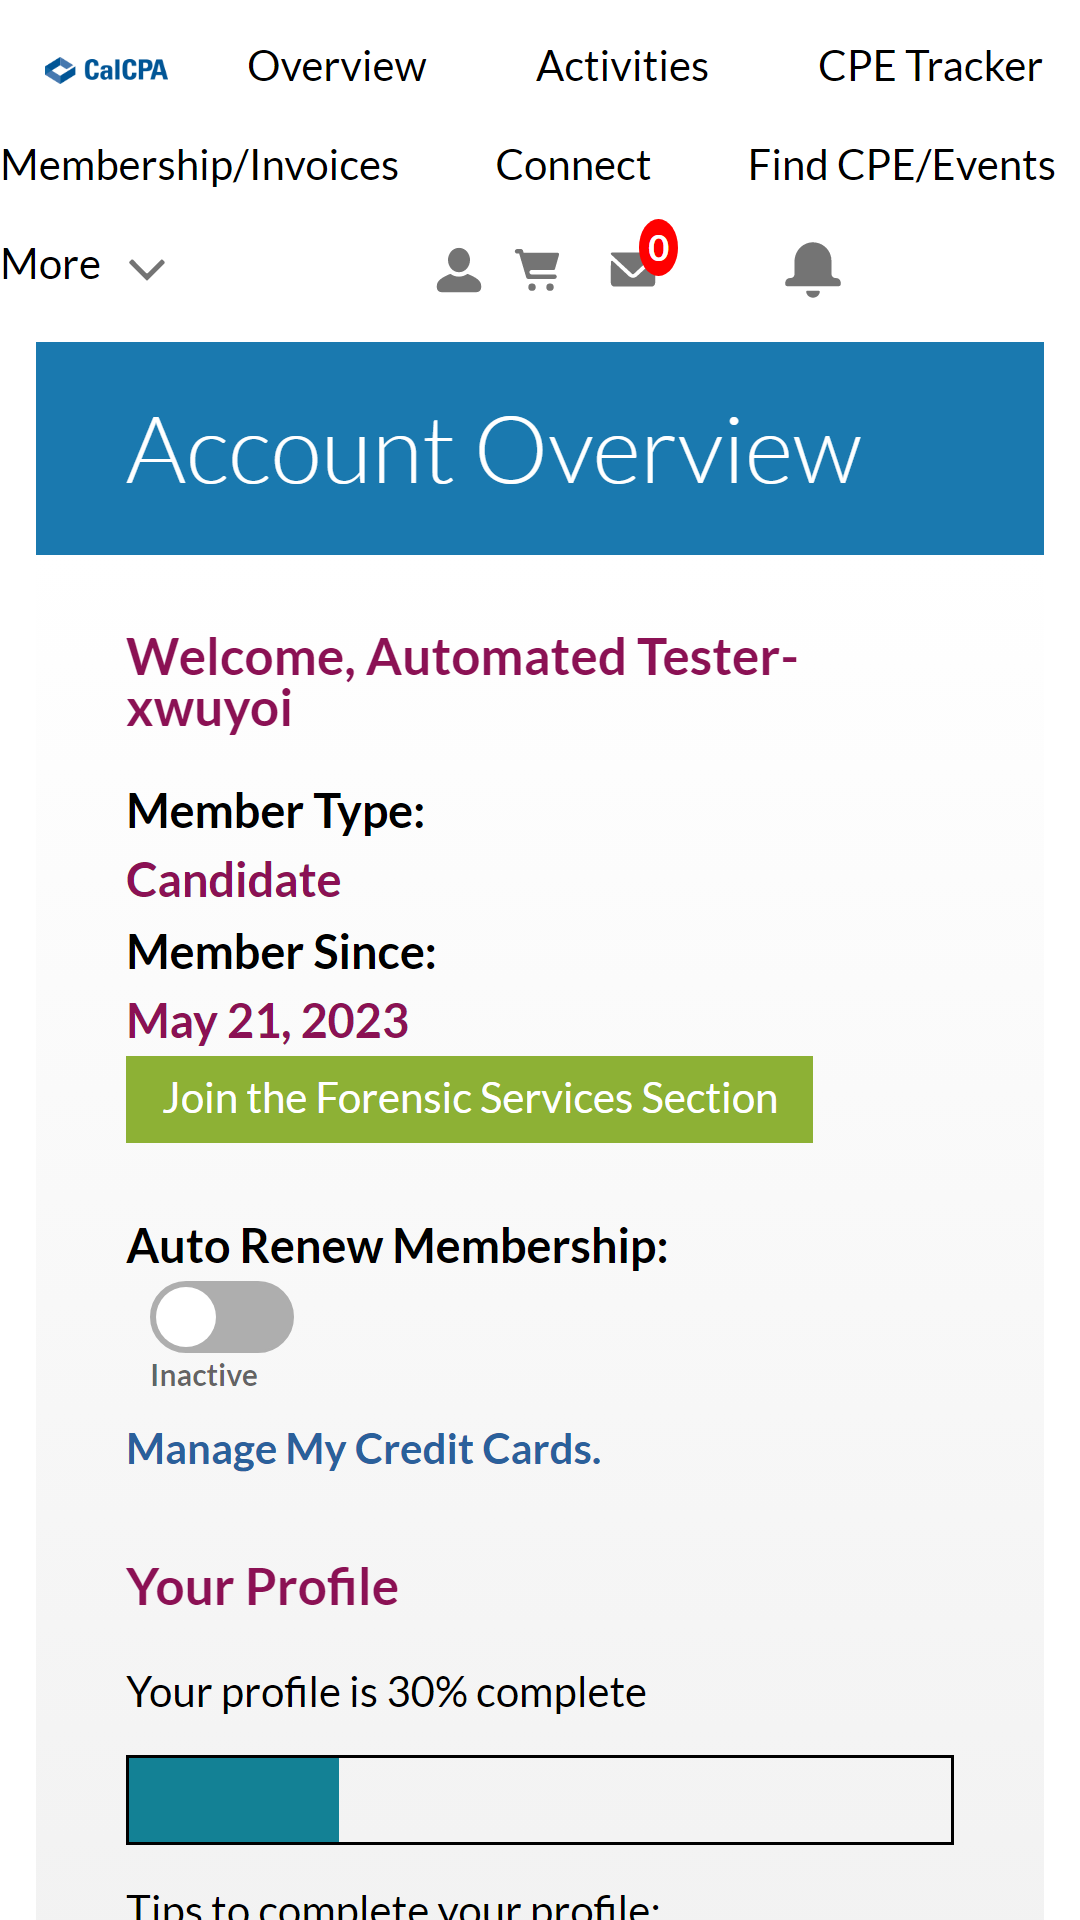 CalCPA Overview Activities CPE Tracker
Membership/Invoices Connect Find CPE/Events
More 0
Account Overview
Welcome, Automated Tester-
xwuyoi
Member Type:
Candidate
Member Since:
May 21, 2023
Join the Forensic Services Section
Auto Renew Membership:
Inactive
Manage My Credit Cards.
Your Profile
Your profile is 30% complete
Tips to complete your profile: